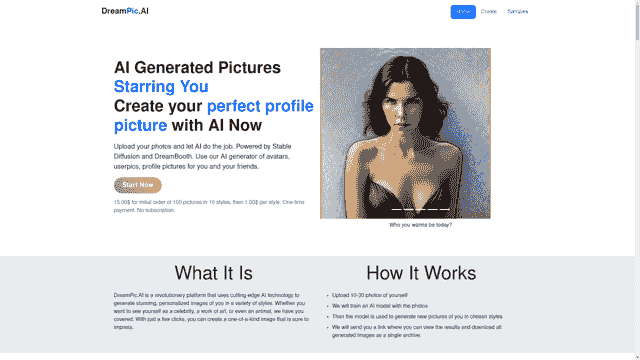 DreamPic.AI
Create
Samples
AI Generated Pictures
Starring You
Create your perfect profile
picture with AI Now
Upload your photos and let AI do the job. Powered by Stable
Diffusion and DreamBooth. Use our AI generator of avatars,
userpics, profile pictures for you and your friends.
Start Now
15.00$ for initial order of 100 pictures in 10 styles, then 1.00$ per style. One-time
payment. No subscription.
Who you wanna be today?
What It Is
DreamPic.AI is a revolutionary platform that uses cutting-edge AI technology to
generate stunning, personalized images of you in a variety of styles. Whether you
want to see yourself as a celebrity, a work of art, or even an animal, we have you
covered. With just a few clicks, you can create a one-of-a-kind image that is sure to
impress.
How It Works
Upload 10-20 photos of yourself
We will train an AI model with the photos
Then the model is used to generate new pictures of you in chosen styles.
We will send you a link where you can view the results and download all
generated images as a single archive.